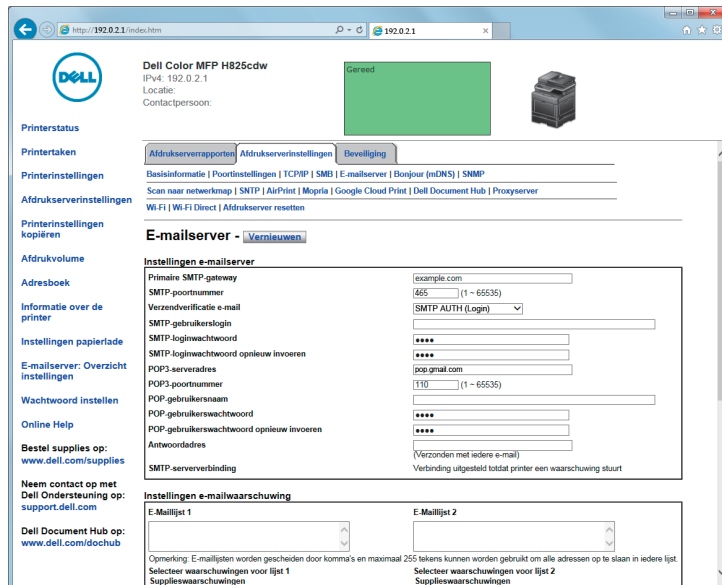 http://192.0.2.1/index.htm
192.0.2.1
DELL
Dell Color MFP H825cdw
IPv4: 192.0.2.1
Locatie:
Contactpersoon:
Gereed
Printerstatus
Printertaken
Printerinstellingen
Afdrukserverinstellingen
Printerinstellingen
kopiëren
Afdrukvolume
Adresboek
Informatie over de
printer
Instellingen papierlade
E-mailserver: Overzicht
instellingen
Wachtwoord instellen
Online Help
Bestel supplies op:
www.dell.com/supplies
Neem contact op met
Dell Ondersteuning op:
support.dell.com
Dell Document Hub op:
www.dell.com/dochub
Afdrukserverrapporten Afdrukserverinstellingen Beveiliging
Basisinformatie | Poortinstellingen | TCP/IP | SMB | E-mailserver | Bonjour (mDNS) | SNMP
Scan naar netwerkmap | SNTP | AirPrint | Mopria | Google Cloud Print | Dell Document Hub | Proxyserver
Wi-Fi | Wi-Fi Direct | Afdrukserver resetten
E-mailserver - Vernieuwen
Instellingen e-mailserver
Primaire SMTP-gateway example.com
SMTP-poortnummer 465 (1 ~ 65535)
Verzendverificatie e-mail SMTP AUTH (Login)
SMTP-gebruikerslogin
SMTP-loginwachtwoord ●●●●
SMTP-loginwachtwoord opnieuw invoeren ●●●●
POP3-serveradres pop.gmail.com
POP3-poortnummer 110 (1 ~ 65535)
POP-gebruikersnaam
POP-gebruikerswachtwoord ●●●●
POP-gebruikerswachtwoord opnieuw invoeren ●●●●
Antwoordadres
(Verzonden met iedere e-mail)
SMTP-serververbinding Verbinding uitgesteld totdat printer een waarschuwing stuurt
Instellingen e-mailwaarschuwing
E-Maillijst 1 E-Maillijst 2
Opmerking: E-maillijsten worden gescheiden door komma's en maximaal 255 tekens kunnen worden gebruikt om alle adressen op te slaan in iedere lijst.
Selecteer waarschuwingen voor lijst 1 Selecteer waarschuwingen voor lijst 2
Supplieswaarschuwingen Supplieswaarschuwingen